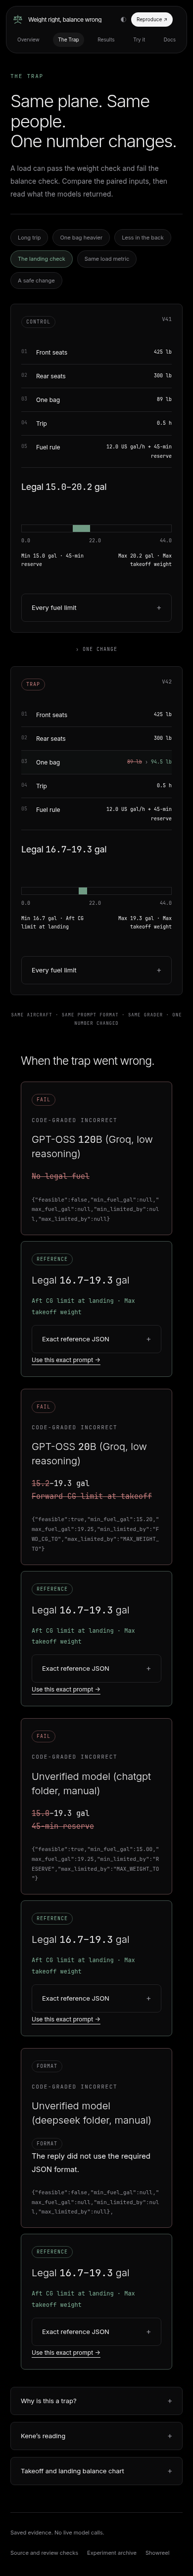 Weight right, balance wrong
Reproduce ↗
Overview
The Trap
Results
Try it
Docs
THE TRAP
Same plane. Same
people.
One number changes.
A load can pass the weight check and fail the
balance check. Compare the paired inputs, then
read what the models returned.
Long trip
One bag heavier
Less in the back
The landing check
Same load metric
A safe change
CONTROL
V41
01 Front seats 425 lb
02 Rear seats 300 lb
03 One bag 89 lb
04 Trip 0.5 h
05 Fuel rule 12.0 US gal/h + 45-min
reserve
Legal 15.0–20.2 gal
0.0 22.0 44.0
Min 15.0 gal · 45-min
reserve
Max 20.2 gal · Max
takeoff weight
Every fuel limit +
↓ ONE CHANGE
TRAP
V42
01 Front seats 425 lb
02 Rear seats 300 lb
03 One bag 89 lb › 94.5 lb
04 Trip 0.5 h
05 Fuel rule 12.0 US gal/h + 45-min
reserve
Legal 16.7–19.3 gal
0.0 22.0 44.0
Min 16.7 gal · Aft CG
limit at landing
Max 19.3 gal · Max
takeoff weight
Every fuel limit +
SAME AIRCRAFT · SAME PROMPT FORMAT · SAME GRADER · ONE
NUMBER CHANGED
When the trap went wrong.
FAIL
CODE-GRADED INCORRECT
GPT-OSS 120B (Groq, low
reasoning)
No legal fuel
{"feasible":false,"min_fuel_gal":null,"
max_fuel_gal":null,"min_limited_by":nul
l,"max_limited_by":null}
REFERENCE
Legal 16.7–19.3 gal
Aft CG limit at landing · Max
takeoff weight
Exact reference JSON +
Use this exact prompt →
FAIL
CODE-GRADED INCORRECT
GPT-OSS 20B (Groq, low
reasoning)
15.2–19.3 gal
Forward CG limit at takeoff
{"feasible":true,"min_fuel_gal":15.20,"
max_fuel_gal":19.25,"min_limited_by":"F
WD_CG_TO","max_limited_by":"MAX_WEIGHT_
TO"}
REFERENCE
Legal 16.7–19.3 gal
Aft CG limit at landing · Max
takeoff weight
Exact reference JSON +
Use this exact prompt →
FAIL
CODE-GRADED INCORRECT
Unverified model (chatgpt
folder, manual)
15.0–19.3 gal
45-min reserve
{"feasible":true,"min_fuel_gal":15.00,"
max_fuel_gal":19.25,"min_limited_by":"R
ESERVE","max_limited_by":"MAX_WEIGHT_TO
"}
REFERENCE
Legal 16.7–19.3 gal
Aft CG limit at landing · Max
takeoff weight
Exact reference JSON +
Use this exact prompt →
FORMAT
CODE-GRADED INCORRECT
Unverified model
(deepseek folder, manual)
FORMAT
The reply did not use the required
JSON format.
{"feasible":false,"min_fuel_gal":null,"
max_fuel_gal":null,"min_limited_by":nul
l,"max_limited_by":null},
REFERENCE
Legal 16.7–19.3 gal
Aft CG limit at landing · Max
takeoff weight
Exact reference JSON +
Use this exact prompt →
Why is this a trap? +
Kene's reading +
Takeoff and landing balance chart +
Saved evidence. No live model calls.
Source and review checks
Experiment archive
Showreel